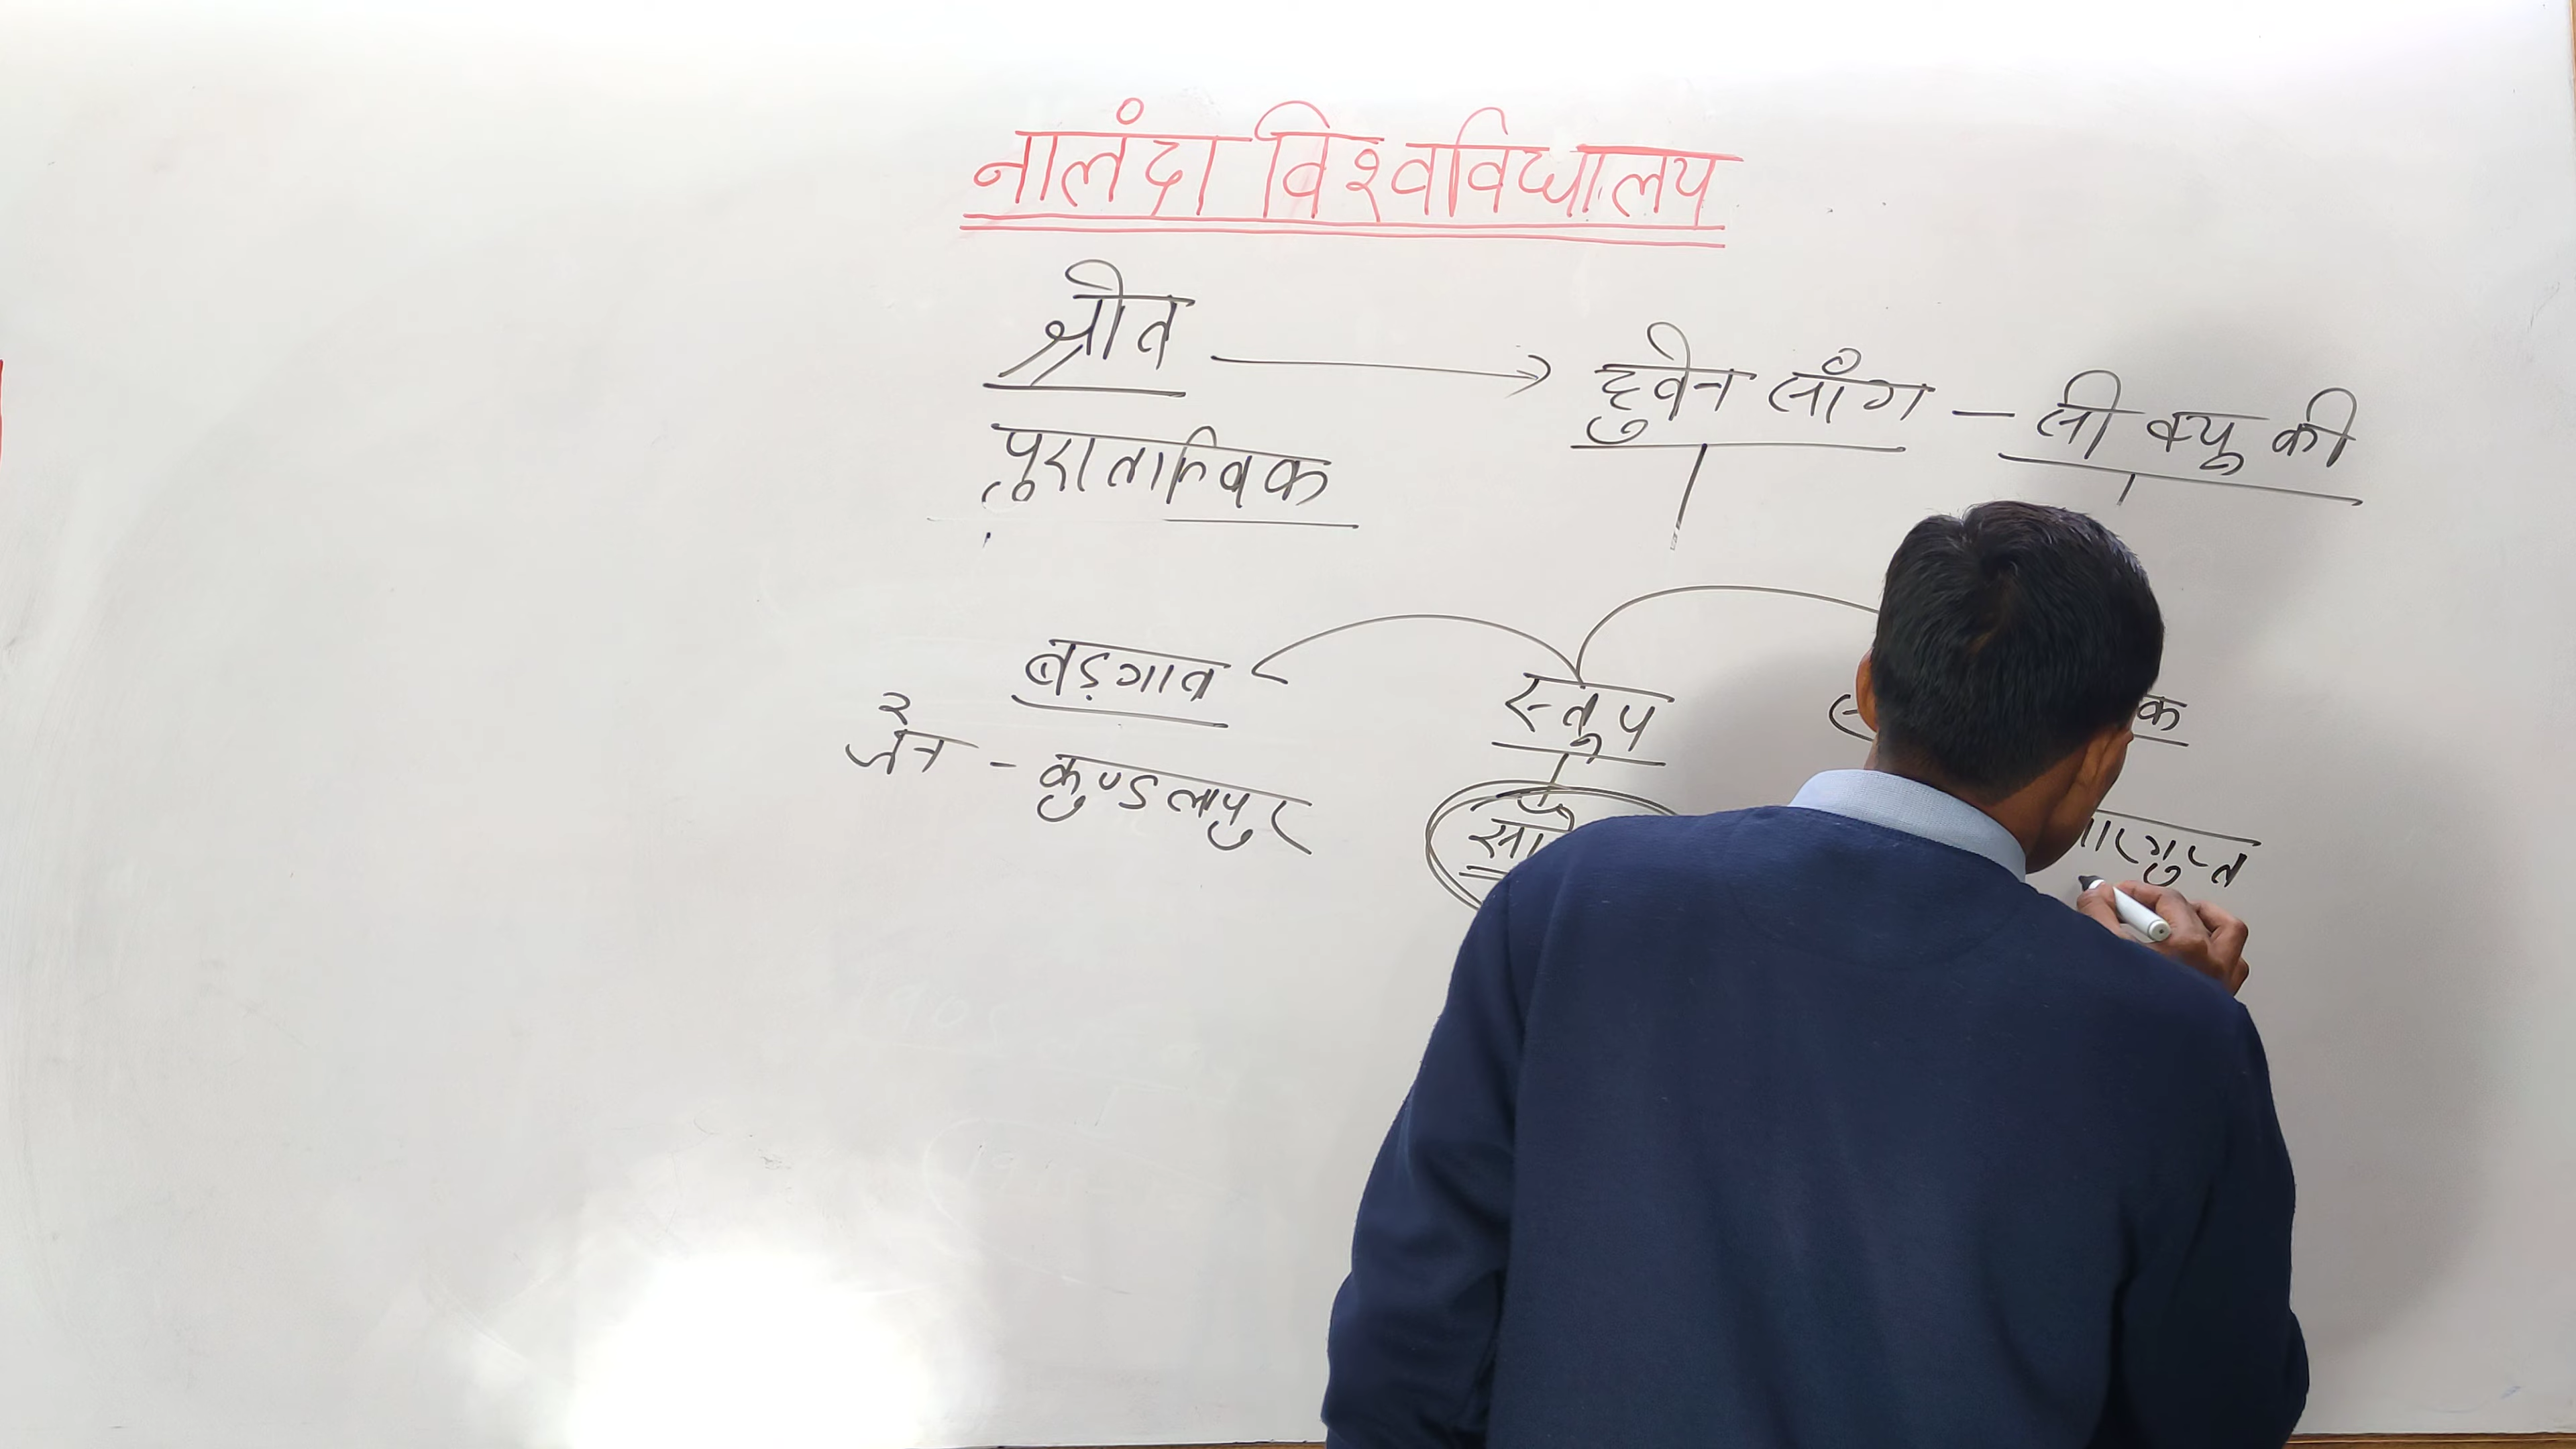 नालंदा विश्वविद्यालय
श्रीत → हुवेन साँग - सी क्यू की
पुरातात्विक
बड़गाव स्तूप
जैन - कुण्डलपुर